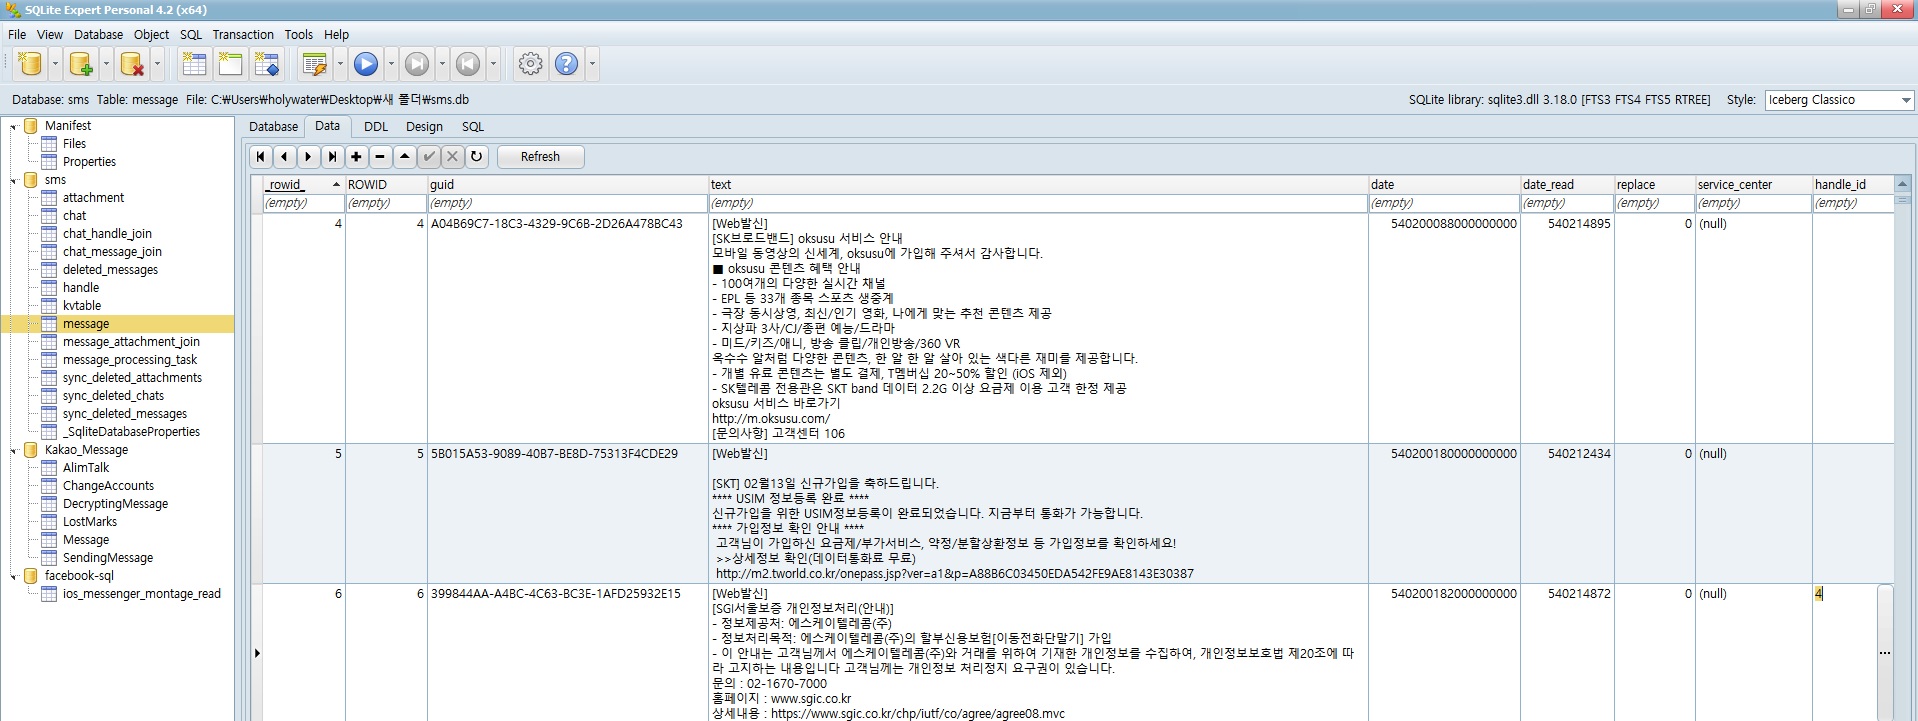 SQLite Expert Personal 4.2 (x64)
File View Database Object SQL Transaction Tools Help
Database: sms Table: message File: C:₩Users₩holywater₩Desktop₩새 폴더₩sms.db
SQLite library: sqlite3.dll 3.18.0 [FTS3 FTS4 FTS5 RTREE] Style: Iceberg Classico
Manifest
Files
Properties
sms
attachment
chat
chat_handle_join
chat_message_join
deleted_messages
handle
kvtable
message
message_attachment_join
message_processing_task
sync_deleted_attachments
sync_deleted_chats
sync_deleted_messages
_SqliteDatabaseProperties
Kakao_Message
AlimTalk
ChangeAccounts
DecryptingMessage
LostMarks
Message
SendingMessage
facebook-sql
ios_messenger_montage_read
Database Data DDL Design SQL
Refresh
_rowid_ ROWID guid text date date_read replace service_center handle_id
(empty) (empty) (empty) (empty) (empty) (empty) (empty) (empty) (empty)
4 4 A04B69C7-18C3-4329-9C6B-2D26A478BC43 [Web발신] 540200088000000000 540214895 0 (null)
[SK브로드밴드] oksusu 서비스 안내
모바일 동영상의 신세계, oksusu에 가입해 주셔서 감사합니다.
■ oksusu 콘텐츠 혜택 안내
- 100여개의 다양한 실시간 채널
- EPL 등 33개 종목 스포츠 생중계
- 극장 동시상영, 최신/인기 영화, 나에게 맞는 추천 콘텐츠 제공
- 지상파 3사/CJ/종편 예능/드라마
- 미드/키즈/애니, 방송 클립/개인방송/360 VR
옥수수 알처럼 다양한 콘텐츠, 한 알 한 알 살아 있는 색다른 재미를 제공합니다.
- 개별 유료 콘텐츠는 별도 결제, T멤버십 20~50% 할인 (iOS 제외)
- SK텔레콤 전용관은 SKT band 데이터 2.2G 이상 요금제 이용 고객 한정 제공
oksusu 서비스 바로가기
http://m.oksusu.com/
[문의사항] 고객센터 106
5 5 5B015A53-9089-40B7-BE8D-75313F4CDE29 [Web발신] 540200180000000000 540212434 0 (null)
[SKT] 02월13일 신규가입을 축하드립니다.
**** USIM 정보등록 완료 ****
신규가입을 위한 USIM정보등록이 완료되었습니다. 지금부터 통화가 가능합니다.
**** 가입정보 확인 안내 ****
고객님이 가입하신 요금제/부가서비스, 약정/분할상환정보 등 가입정보를 확인하세요!
>>상세정보 확인(데이터통화료 무료)
http://m2.tworld.co.kr/onepass.jsp?ver=a1&p=A88B6C03450EDA542FE9AE8143E30387
6 6 399844AA-A4BC-4C63-BC3E-1AFD25932E15 [Web발신] 540200182000000000 540214872 0 (null) 4
[SGI서울보증 개인정보처리(안내)]
- 정보제공처: 에스케이텔레콤(주)
- 정보처리목적: 에스케이텔레콤(주)의 할부신용보험[이동전화단말기] 가입
- 이 안내는 고객님께서 에스케이텔레콤(주)와 거래를 위하여 기재한 개인정보를 수집하여, 개인정보보호법 제20조에 따
라 고지하는 내용입니다 고객님께는 개인정보 처리정지 요구권이 있습니다.
문의 : 02-1670-7000
홈페이지 : www.sgic.co.kr
상세내용 : https://www.sgic.co.kr/chp/iutf/co/agree/agree08.mvc